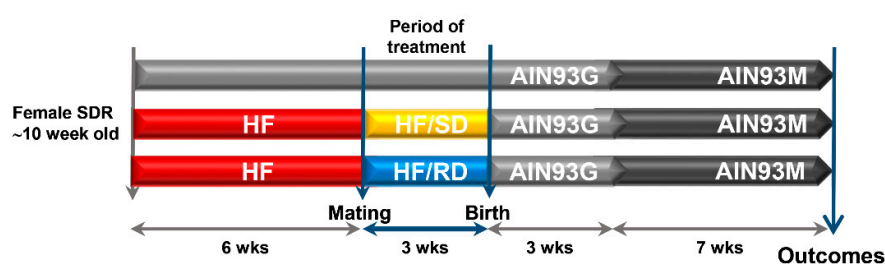 Period of
treatment
AIN93G AIN93M
Female SDR
~10 week old
HF HF/SD AIN93G AIN93M
HF HF/RD AIN93G AIN93M
Mating Birth
6 wks 3 wks 3 wks 7 wks
Outcomes